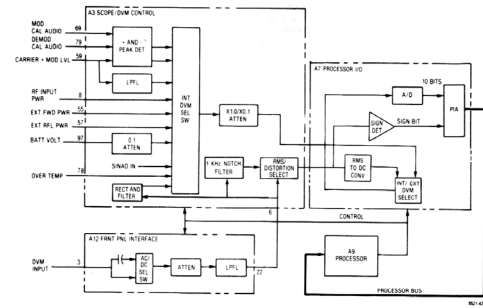 A3 SCOPE/DVM CONTROL
MOD
CAL AUDIO 69
DEMOD
CAL AUDIO 79
CARRIER + MOD LVL 59
+ AND -
PEAK DET
LPFL
RF INPUT
PWR 8
EXT FWD PWR 55
EXT RFL PWR 57
BATT VOLT 97
0.1
ATTEN
SINAD IN
OVER TEMP 78
RECT AND
FILTER
INT
DVM
SEL
SW
X1.0/X0.1
ATTEN
1 KHz NOTCH
FILTER
RMS/
DISTORTION
SELECT
6
A7 PROCESSOR I/O
A/D
10 BITS
PIA
SIGN
DET
SIGN BIT
RMS
TO DC
CONV
INT/ EXT
DVM
SELECT
CONTROL
A12 FRNT PNL INTERFACE
DVM
INPUT 3
AC/
DC
SEL
SW
ATTEN
LPFL
22
A9
PROCESSOR
PROCESSOR BUS